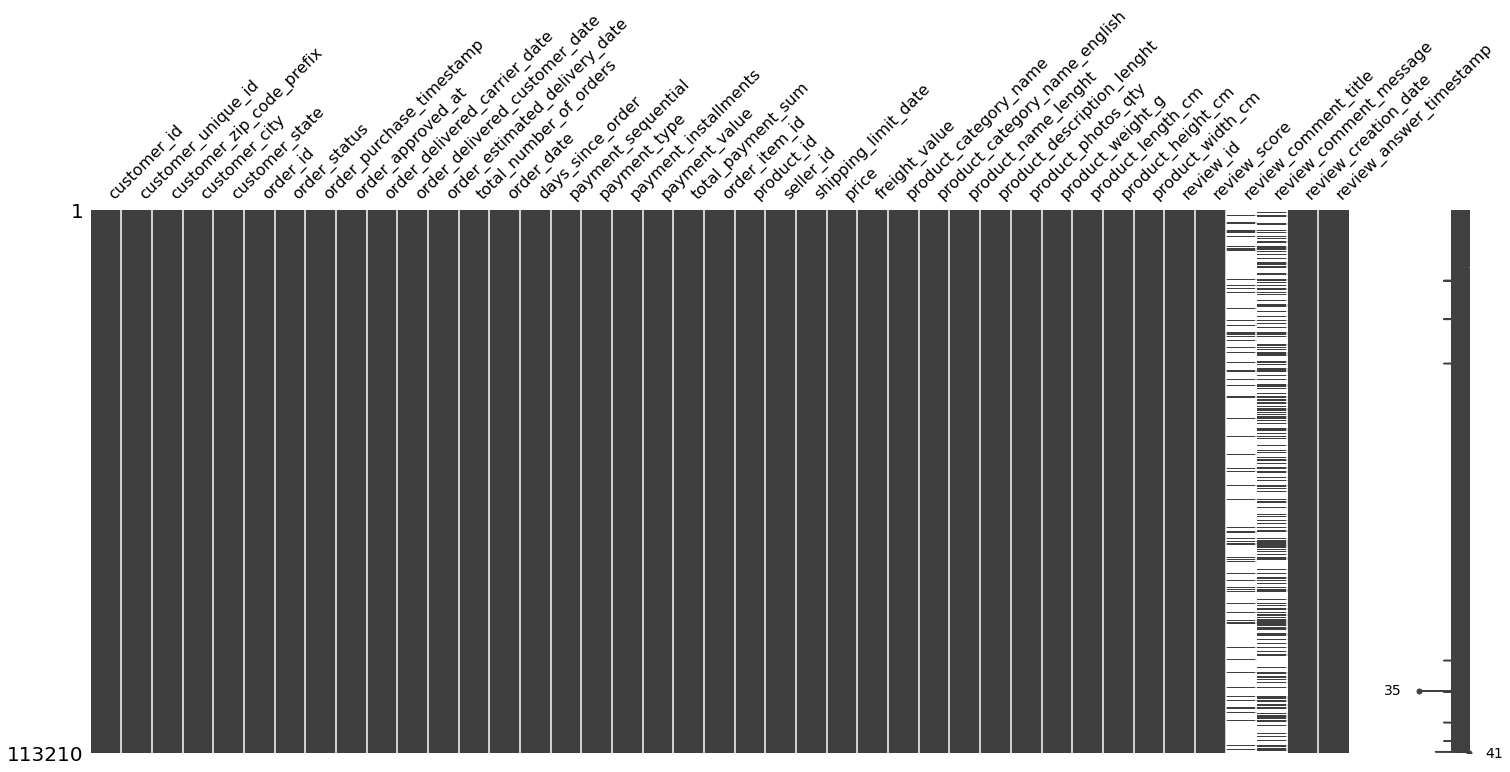 customer_id
customer_unique_id
customer_zip_code_prefix
customer_city
customer_state
order_id
order_status
order_purchase_timestamp
order_approved_at
order_delivered_carrier_date
order_delivered_customer_date
order_estimated_delivery_date
total_number_of_orders
order_date
days_since_order
payment_sequential
payment_type
payment_installments
payment_value
total_payment_sum
order_item_id
product_id
seller_id
shipping_limit_date
price
freight_value
product_category_name
product_category_name_english
product_name_lenght
product_description_lenght
product_photos_qty
product_weight_g
product_length_cm
product_height_cm
product_width_cm
review_id
review_score
review_comment_title
review_comment_message
review_creation_date
review_answer_timestamp
1
35
113210
41